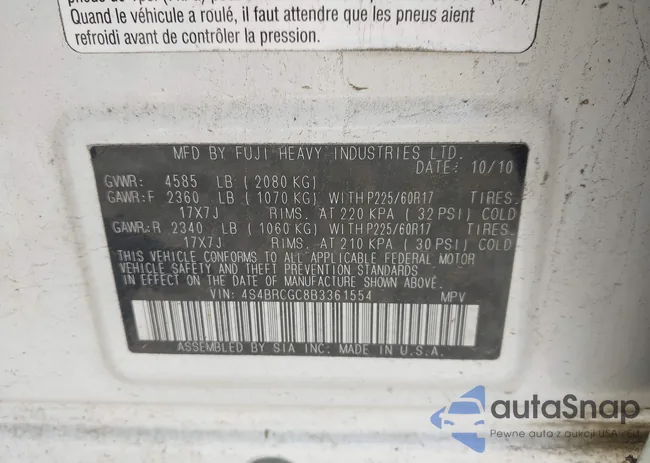 Quand le véhicule à roulé, il faut attendre que les pneus aient
refroidi avant de contrôler la pression.
MFD BY FUJI HEAVY INDUSTRIES LTD.
DATE: 10/10
GVWR: 4585 LB ( 2080 KG)
GAWR:F 2360 LB ( 1070 KG) WITH P225/60R17 TIRES.
17X7J RIMS. AT 220 KPA ( 32 PSI) COLD
GAWR:R 2340 LB ( 1060 KG) WITH P225/60R17 TIRES.
17X7J RIMS. AT 210 KPA ( 30 PSI) COLD
THIS VEHICLE CONFORMS TO ALL APPLICABLE FEDERAL MOTOR
VEHICLE SAFETY AND THEFT PREVENTION STANDARDS
IN EFFECT ON THE DATE OF MANUFACTURE SHOWN ABOVE.
VIN: 4S4BRCGC8B3361554 MPV
ASSEMBLED BY SIA INC. MADE IN U.S.A.
autaSnap
Pewne auto z aukcji USA i